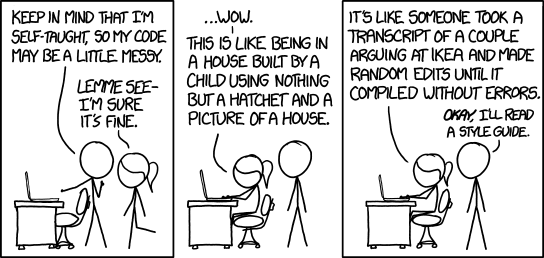 KEEP IN MIND THAT I'M
SELF-TAUGHT, SO MY CODE
MAY BE A LITTLE MESSY.
LEMME SEE-
I'M SURE
IT'S FINE.
...WOW.
THIS IS LIKE BEING IN
A HOUSE BUILT BY A
CHILD USING NOTHING
BUT A HATCHET AND A
PICTURE OF A HOUSE.
IT'S LIKE SOMEONE TOOK A
TRANSCRIPT OF A COUPLE
ARGUING AT IKEA AND MADE
RANDOM EDITS UNTIL IT
COMPILED WITHOUT ERRORS.
OKAY, I'LL READ
A STYLE GUIDE.